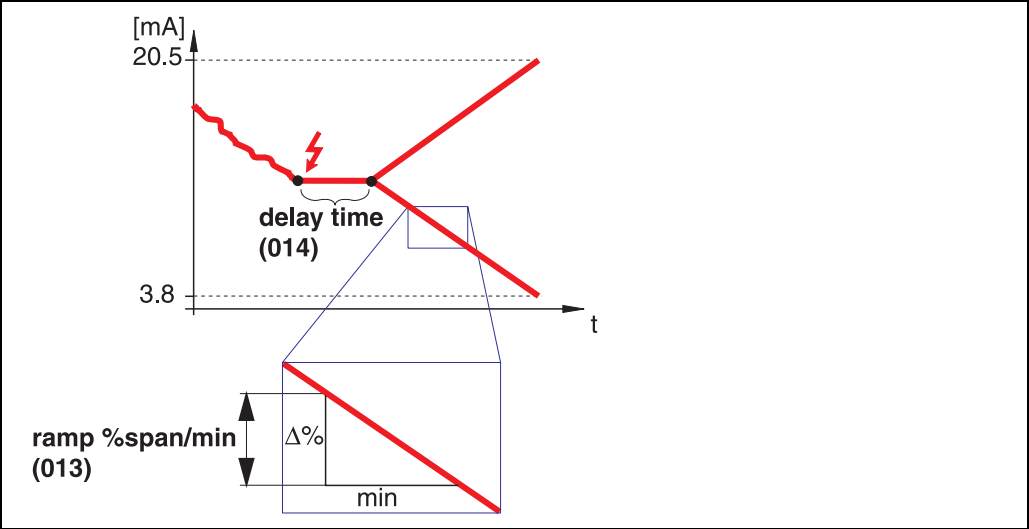 [mA]
20.5
delay time
(014)
3.8
t
ramp %span/min
(013)
Δ%
min